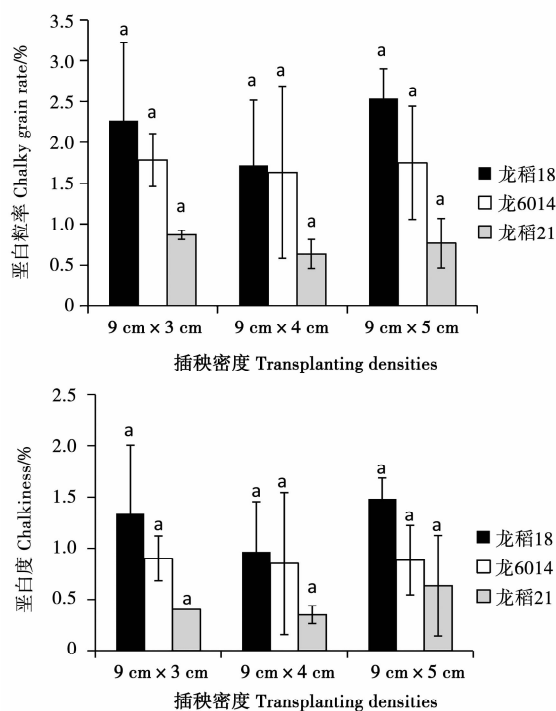 垩白粒率 Chalky grain rate/%
3.5
3.0
2.5
2.0
1.5
1.0
0.5
0
a
a
a
a
a
a
a
a
a
龙稻18
龙6014
龙稻21
9 cm × 3 cm
9 cm × 4 cm
9 cm × 5 cm
插秧密度 Transplanting densities
垩白度 Chalkiness/%
2.5
2.0
1.5
1.0
0.5
0
a
a
a
a
a
a
a
a
a
龙稻18
龙6014
龙稻21
9 cm × 3 cm
9 cm × 4 cm
9 cm × 5 cm
插秧密度 Transplanting densities